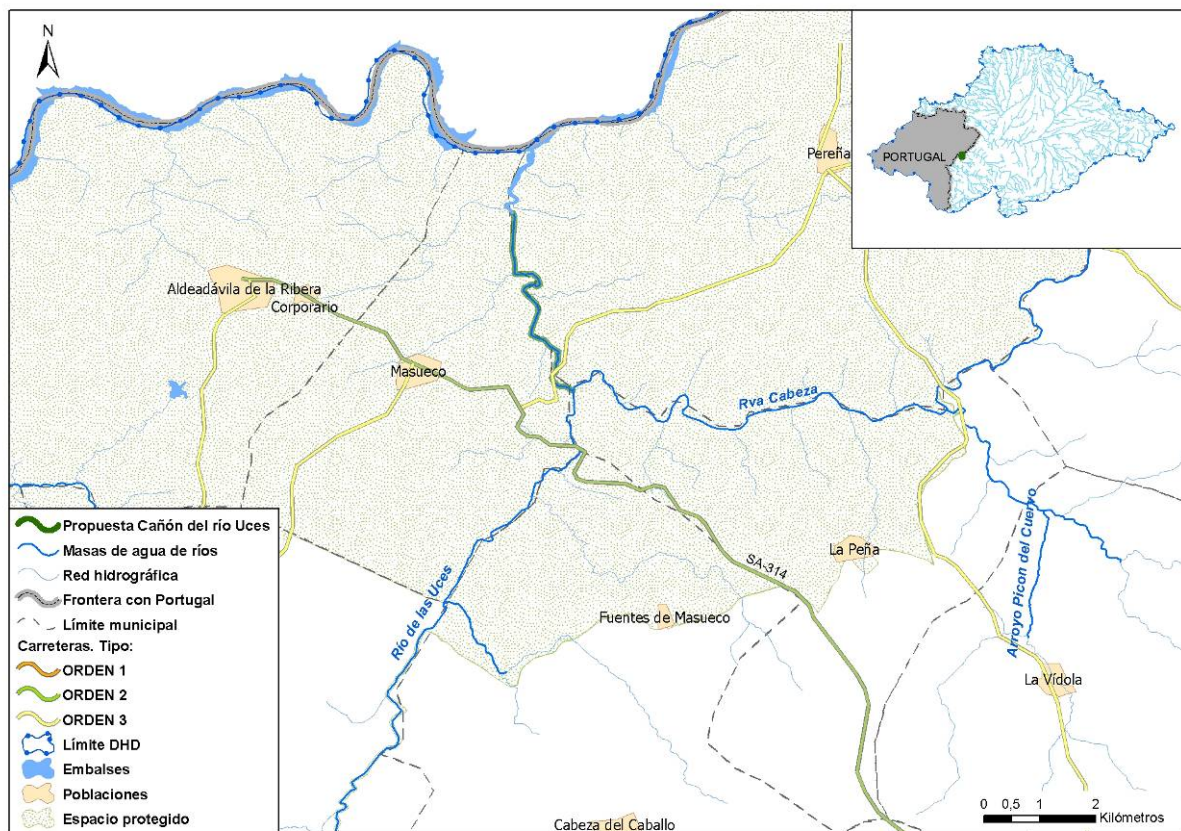 N
PORTUGAL
Pereña
Aldeadávila de la Ribera
Corporario
Masueco
Rva Cabeza
La Peña
SA-314
Arroyo Picon del Cuervo
Fuentes de Masueco
Río de las Uces
La Vídola
Cabeza del Caballo
Propuesta Cañón del río Uces
Masas de agua de ríos
Red hidrográfica
Frontera con Portugal
Límite municipal
Carreteras. Tipo:
ORDEN 1
ORDEN 2
ORDEN 3
Límite DHD
Embalses
Poblaciones
Espacio protegido
0 0,5 1 2
Kilómetros